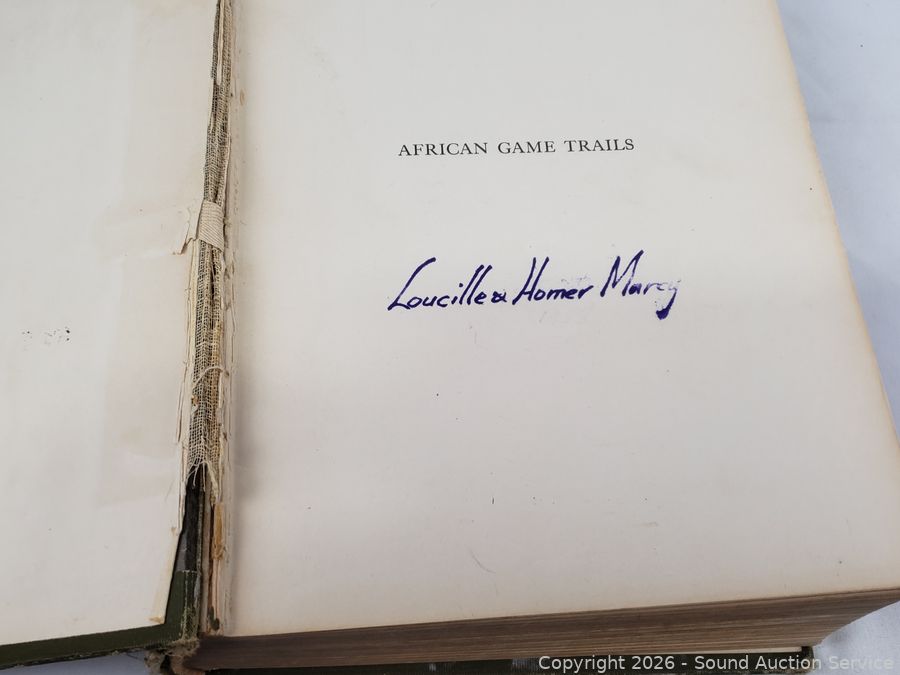 AFRICAN GAME TRAILS
Loucille & Homer Marcy
Copyright 2026 - Sound Auction Service